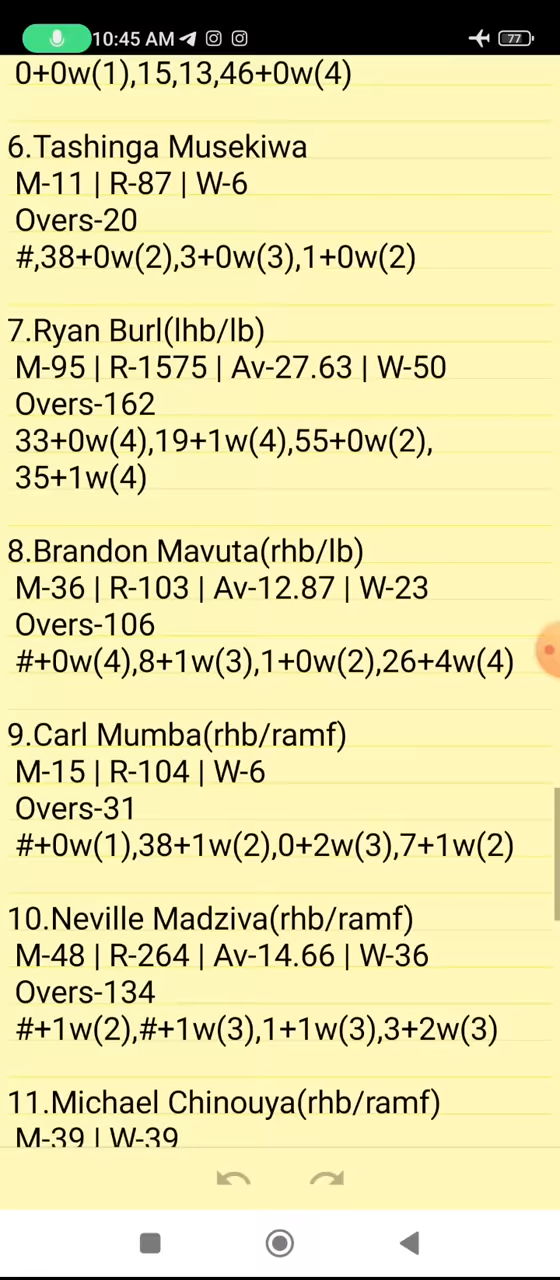 10:45 AM
77
0+0w(1),15,13,46+0w(4)
6.Tashinga Musekiwa
M-11 | R-87 | W-6
Overs-20
#,38+0w(2),3+0w(3),1+0w(2)
7.Ryan Burl(lhb/lb)
M-95 | R-1575 | Av-27.63 | W-50
Overs-162
33+0w(4),19+1w(4),55+0w(2),
35+1w(4)
8.Brandon Mavuta(rhb/lb)
M-36 | R-103 | Av-12.87 | W-23
Overs-106
#+0w(4),8+1w(3),1+0w(2),26+4w(4)
9.Carl Mumba(rhb/ramf)
M-15 | R-104 | W-6
Overs-31
#+0w(1),38+1w(2),0+2w(3),7+1w(2)
10.Neville Madziva(rhb/ramf)
M-48 | R-264 | Av-14.66 | W-36
Overs-134
#+1w(2),#+1w(3),1+1w(3),3+2w(3)
11.Michael Chinouya(rhb/ramf)
M-39 | W-39